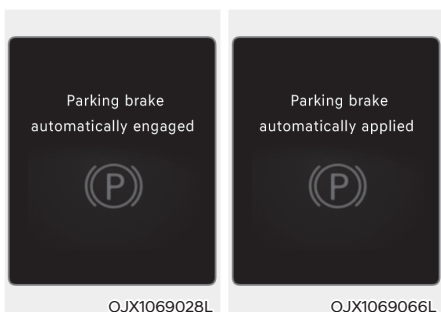 Parking brake
automatically engaged
(P)
OJX1069028L
Parking brake
automatically applied
(P)
OJX1069066L